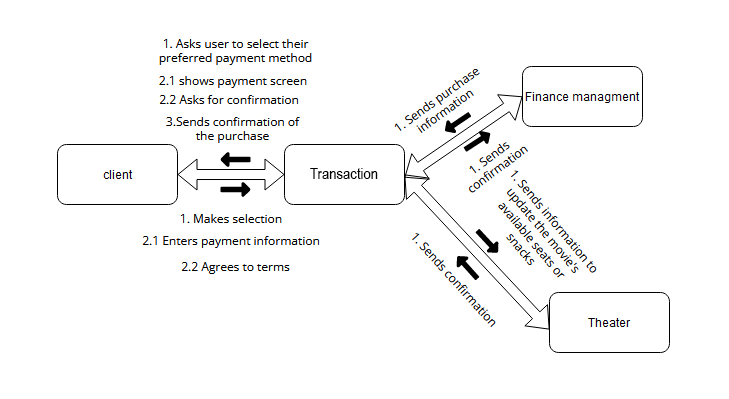 1. Asks user to select their
preferred payment method
2.1 shows payment screen
2.2 Asks for confirmation
3.Sends confirmation of
the purchase
client
Transaction
1. Makes selection
2.1 Enters payment information
2.2 Agrees to terms
1. Sends purchase
information
Finance managment
1. Sends
confirmation
1. Sends information to
update the movie's
available seats or
snacks
1. Sends confirmation
Theater